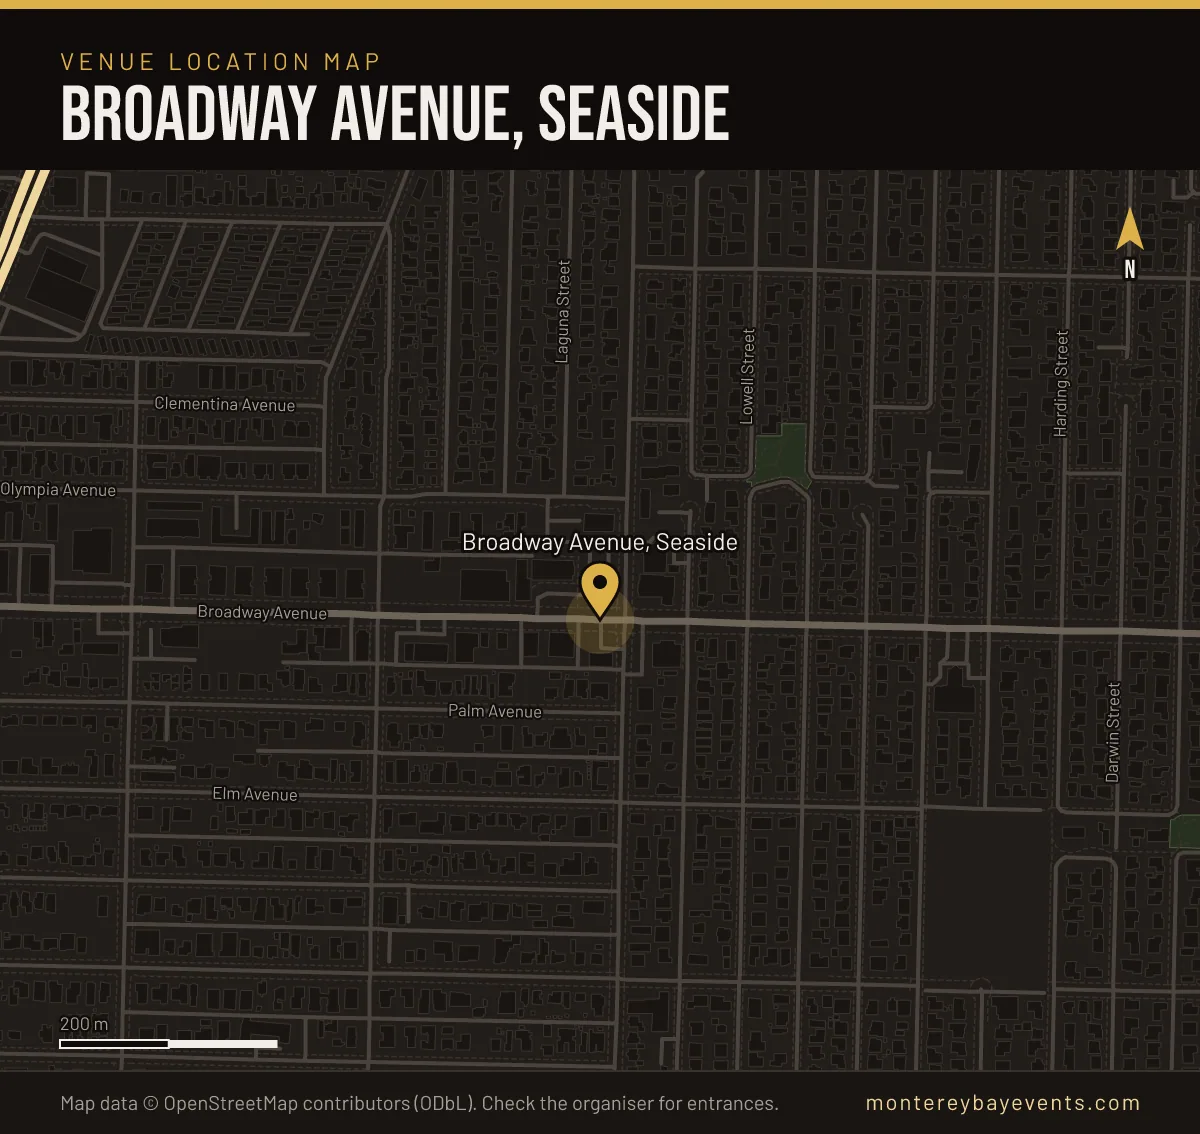 VENUE LOCATION MAP
BROADWAY AVENUE, SEASIDE
N
Laguna Street
Lowell Street
Harding Street
Clementina Avenue
Olympia Avenue
Broadway Avenue, Seaside
Broadway Avenue
Palm Avenue
Darwin Street
Elm Avenue
200 m
Map data © OpenStreetMap contributors (ODbL). Check the organiser for entrances.
montereybayevents.com